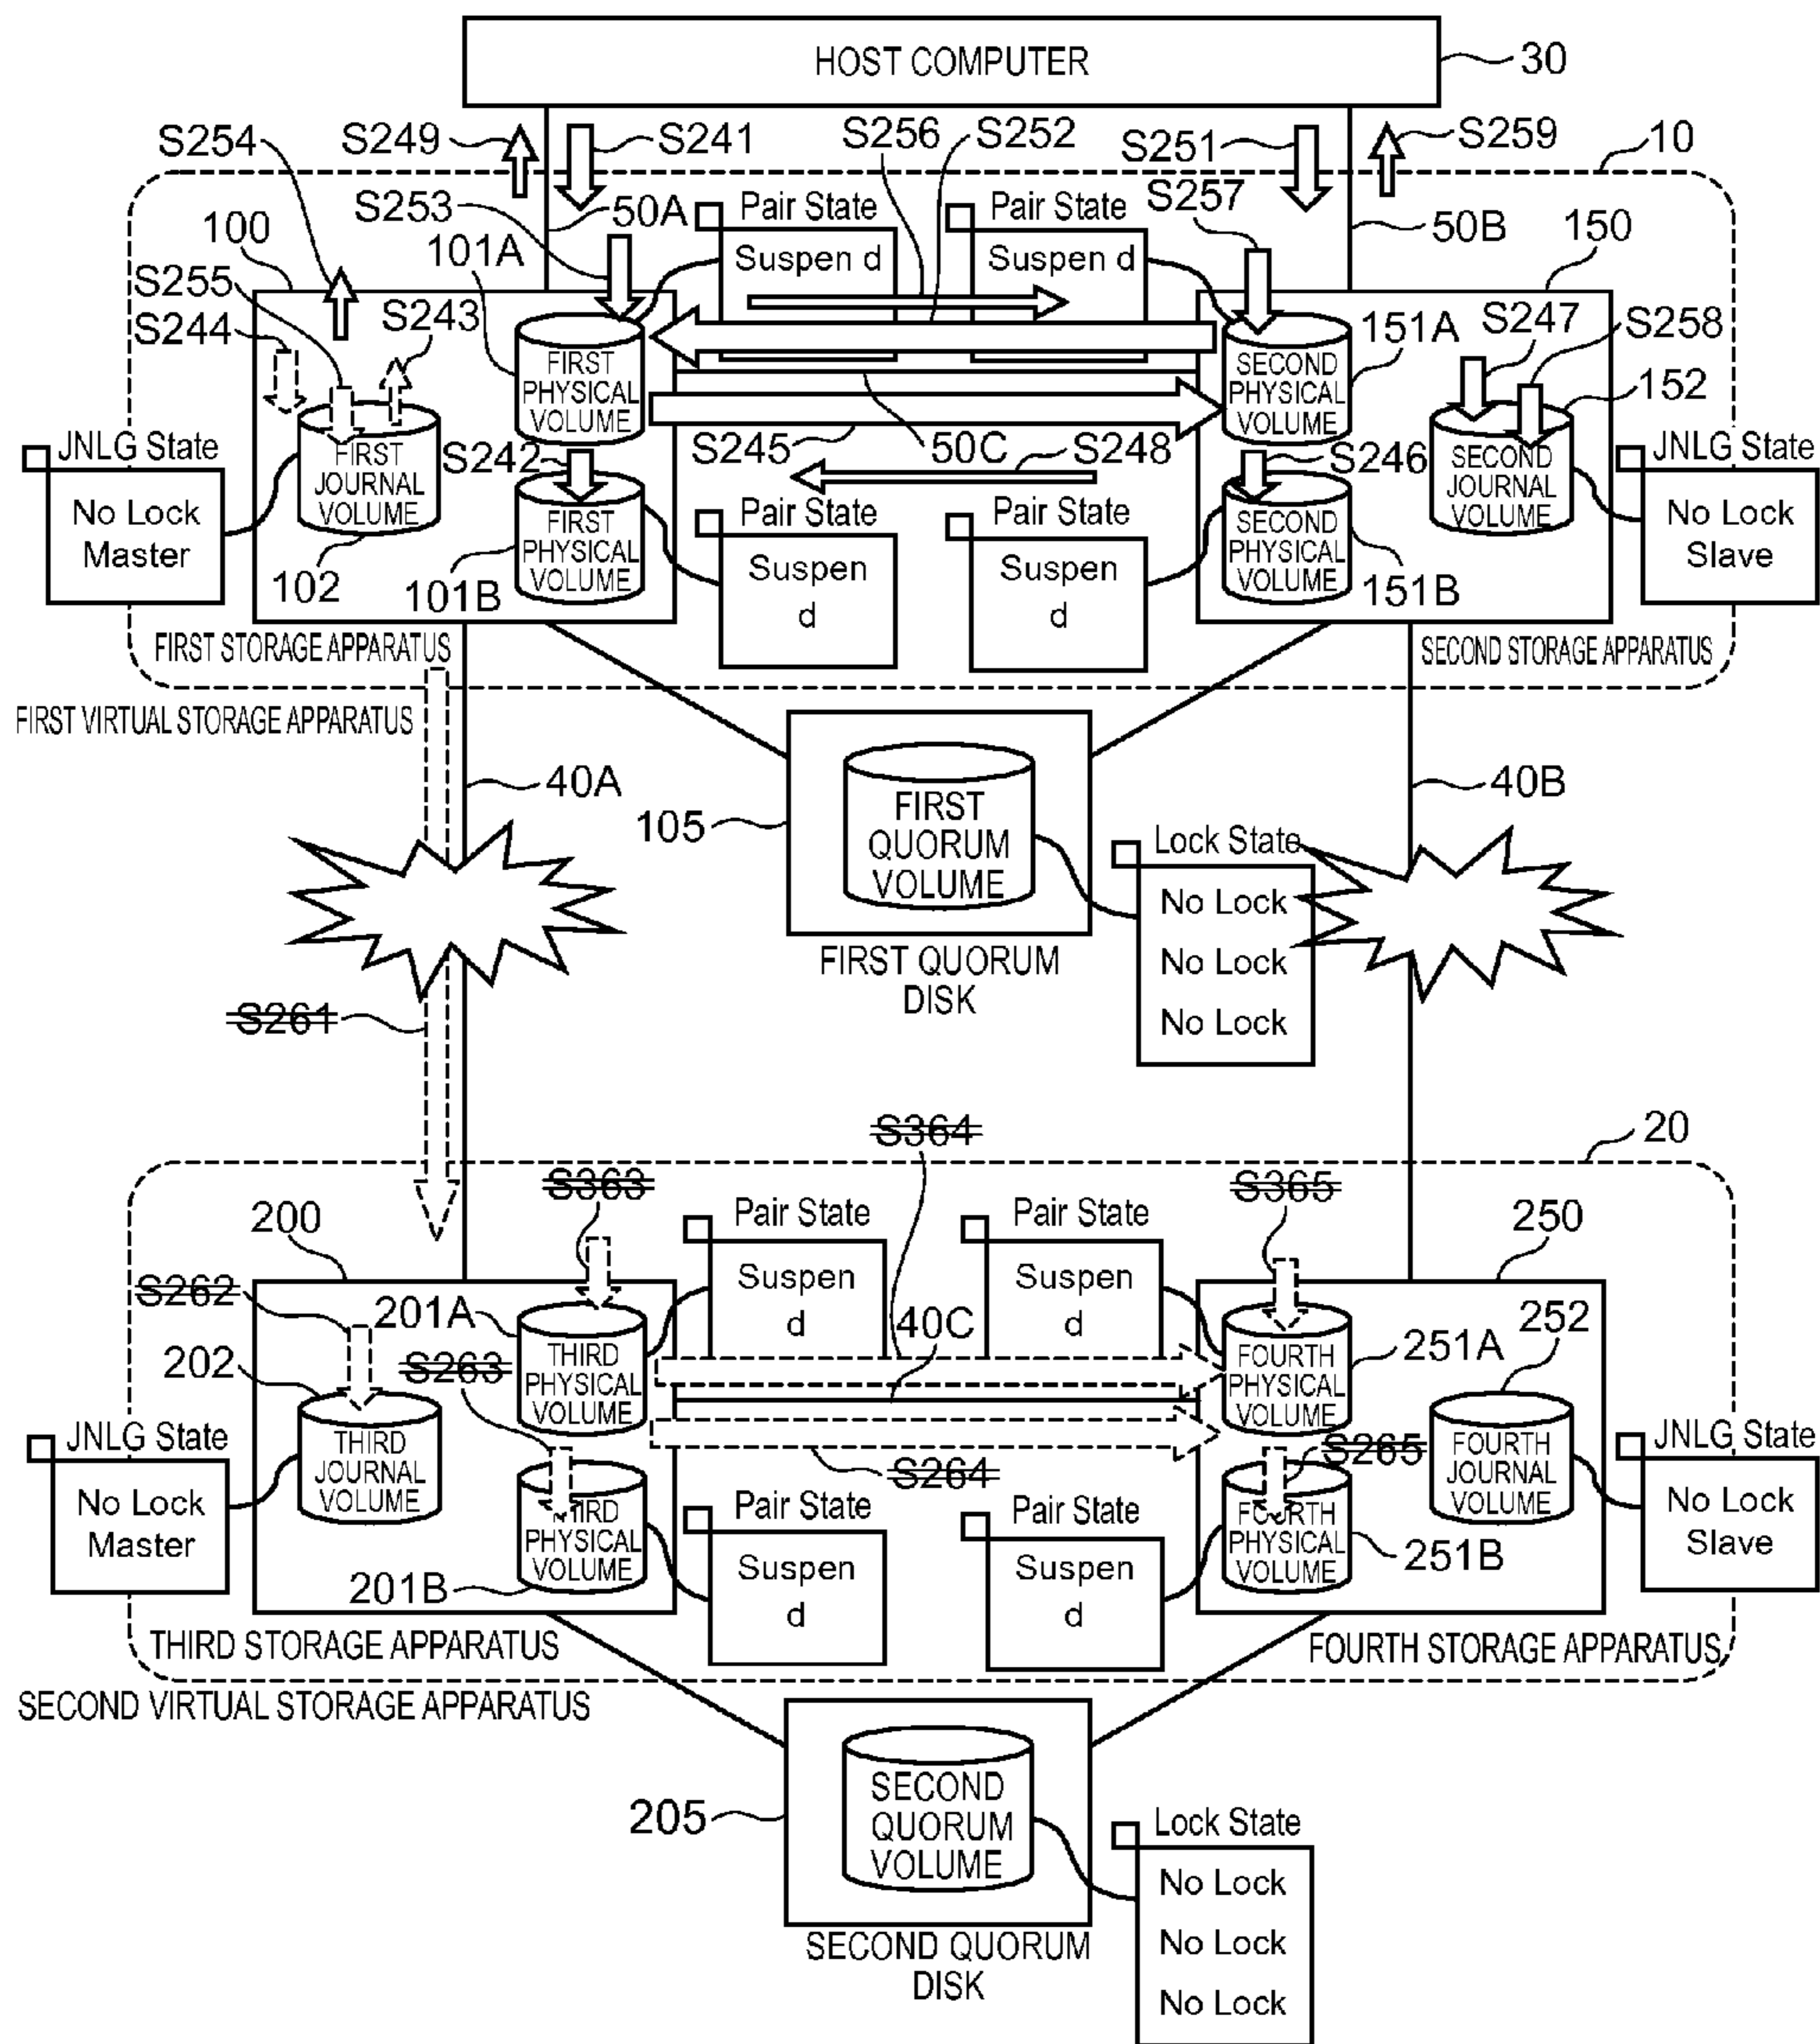 HOST COMPUTER
30
S254
S249
S241
S256
S252
S251
S259
10
S253
50A
Pair State
Pair State
S257
50B
100
101A
Suspen d
Suspen d
150
S255
S244
S243
151A
S247
S258
152
FIRST
PHYSICAL
VOLUME
SECOND
PHYSICAL
VOLUME
JNLG State
No Lock
Master
FIRST
JOURNAL
VOLUME
102
S242
S245
50C
S248
S246
SECOND
JOURNAL
VOLUME
JNLG State
No Lock
Slave
FIRST
PHYSICAL
VOLUME
101B
Pair State
Suspen
d
Pair State
Suspen
d
SECOND
PHYSICAL
VOLUME
151B
FIRST STORAGE APPARATUS
SECOND STORAGE APPARATUS
FIRST VIRTUAL STORAGE APPARATUS
40A
40B
105
FIRST
QUORUM
VOLUME
FIRST QUORUM
DISK
Lock State
No Lock
No Lock
No Lock
S261
S364
20
S363
S365
200
Pair State
Suspen
d
Pair State
Suspen
d
250
S262
201A
40C
252
202
S263
THIRD
PHYSICAL
VOLUME
FOURTH
PHYSICAL
VOLUME
251A
JNLG State
No Lock
Master
THIRD
JOURNAL
VOLUME
S264
S265
FOURTH
JOURNAL
VOLUME
JNLG State
No Lock
Slave
THIRD
PHYSICAL
VOLUME
201B
Pair State
Suspen
d
Pair State
Suspen
d
FOURTH
PHYSICAL
VOLUME
251B
THIRD STORAGE APPARATUS
FOURTH STORAGE APPARATUS
SECOND VIRTUAL STORAGE APPARATUS
205
SECOND
QUORUM
VOLUME
SECOND QUORUM
DISK
Lock State
No Lock
No Lock
No Lock